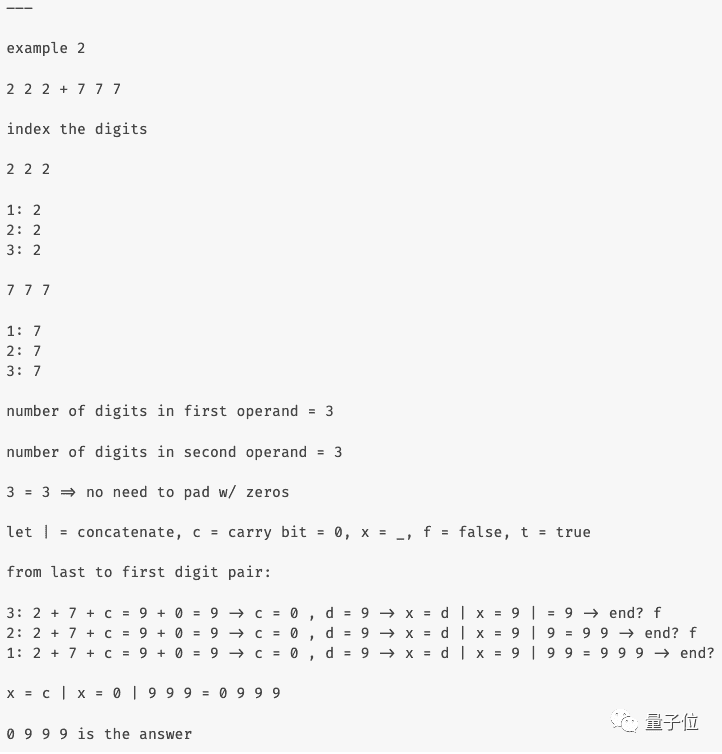 ———
example 2
2 2 2 + 7 7 7
index the digits
2 2 2
1: 2
2: 2
3: 2
7 7 7
1: 7
2: 7
3: 7
number of digits in first operand = 3
number of digits in second operand = 3
3 = 3 ⇒ no need to pad w/ zeros
let | = concatenate, c = carry bit = 0, x = _, f = false, t = true
from last to first digit pair:
3: 2 + 7 + c = 9 + 0 = 9 → c = 0 , d = 9 → x = d | x = 9 | = 9 → end? f
2: 2 + 7 + c = 9 + 0 = 9 → c = 0 , d = 9 → x = d | x = 9 | 9 = 9 9 → end? f
1: 2 + 7 + c = 9 + 0 = 9 → c = 0 , d = 9 → x = d | x = 9 | 9 9 = 9 9 9 → end?
x = c | x = 0 | 9 9 9 = 0 9 9 9
0 9 9 9 is the answer
量子位